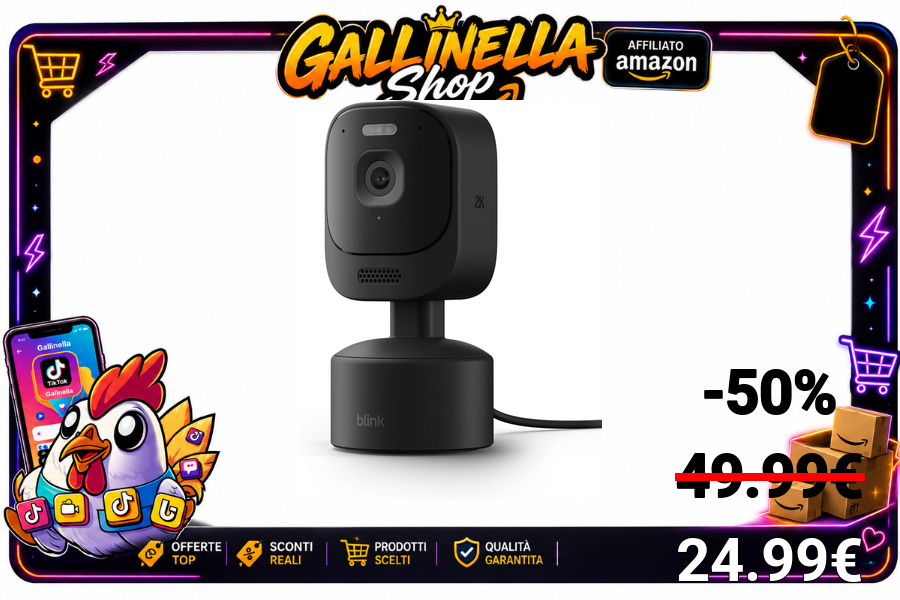 GALLINELLA
Shop
AFFILIATO
amazon
2K
blink
Gallinella
TikTok
Gallinella
-50%
49.99€
24.99€
OFFERTE
TOP
SCONTI
REALI
PRODOTTI
SCELTI
QUALITÀ
GARANTITA